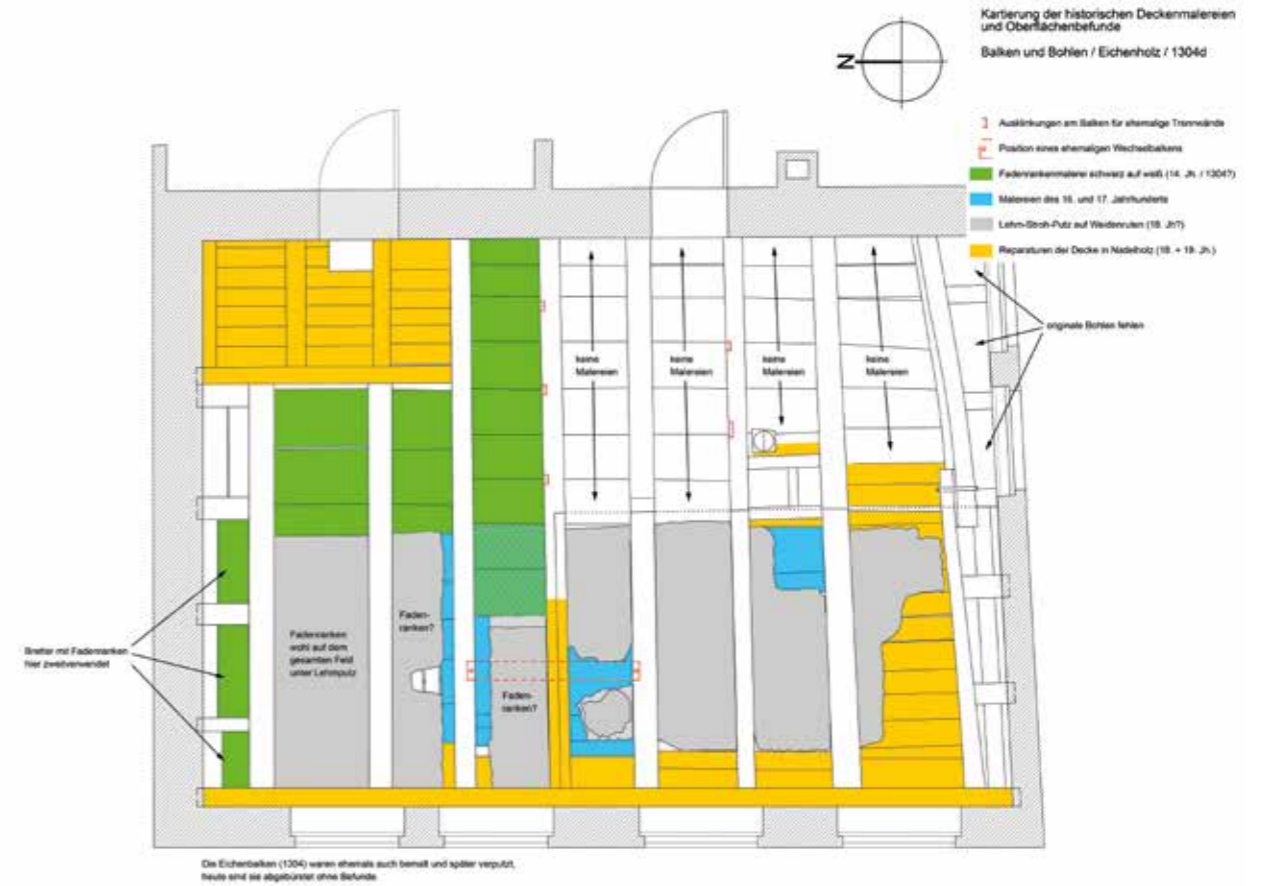 Kartierung der historischen Deckenmalereien
und Oberflächenbefunde
Balken und Bohlen / Eichenholz / 1304d
N
Ausklinkungen am Balken für ehemalige Trennwände
Position eines ehemaligen Wechselbalkens
Fadenrankenmalerei schwarz auf weiß (14. Jh. / 1304?)
Malereien des 16. und 17. Jahrhunderts
Lehm-Stroh-Putz auf Weidenruten (18. Jh?)
Reparaturen der Decke in Nadelholz (18. + 19. Jh.)
originale Bohlen fehlen
keine
Malereien
keine
Malereien
keine
Malereien
keine
Malereien
Faden-
ranken?
Fadenranken
wohl auf dem
gesamten Feld
unter Lehmputz
Bretter mit Fadenranken
hier zweitverwendet
Faden-
ranken?
Die Eichenbalken (1304) waren ehemals auch bemalt und später verputzt,
heute sind sie abgebürstet ohne Befunde.